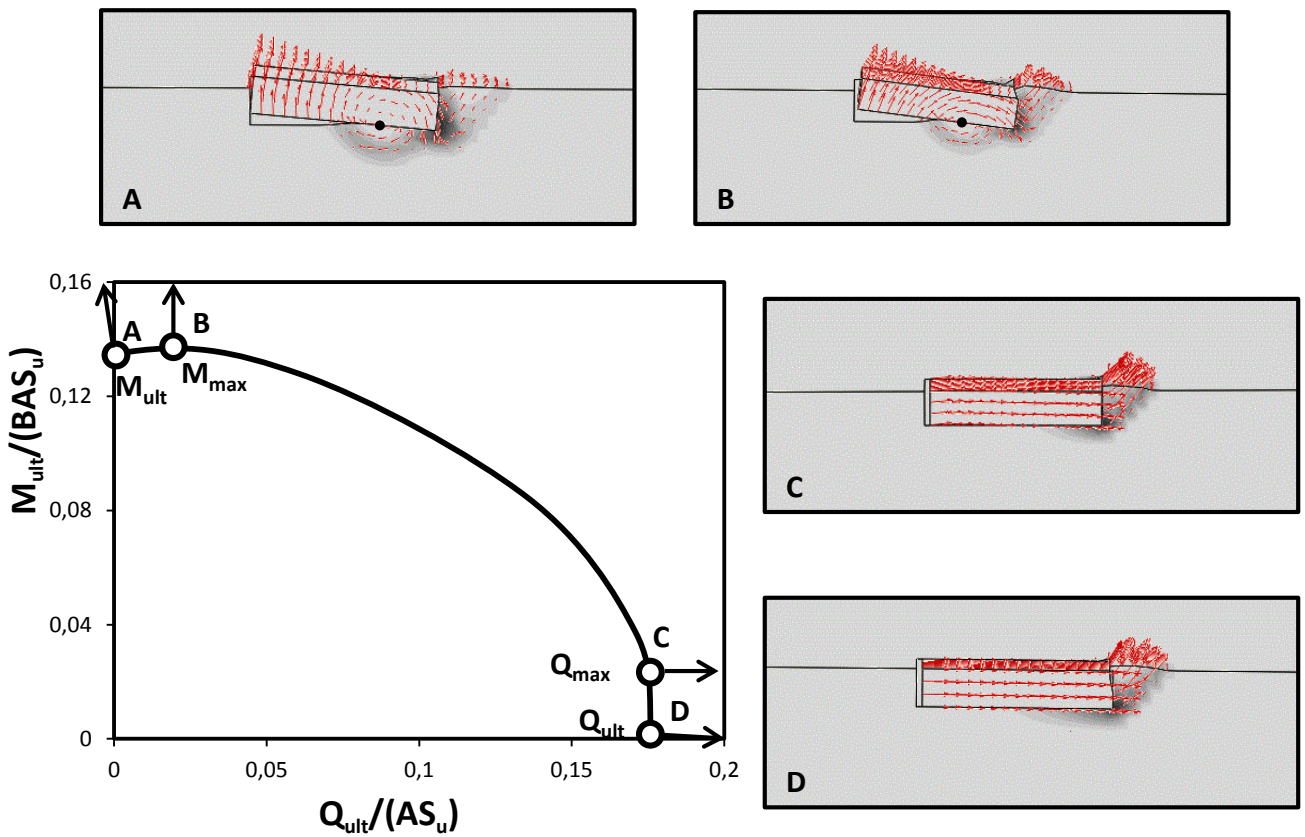 A
B
0,16
0,12
0,08
0,04
0
M_ult/(BAS_u)
A
B
M_ult
M_max
C
Q_max
D
Q_ult
0
0,05
0,1
0,15
0,2
Q_ult/(AS_u)
C
D